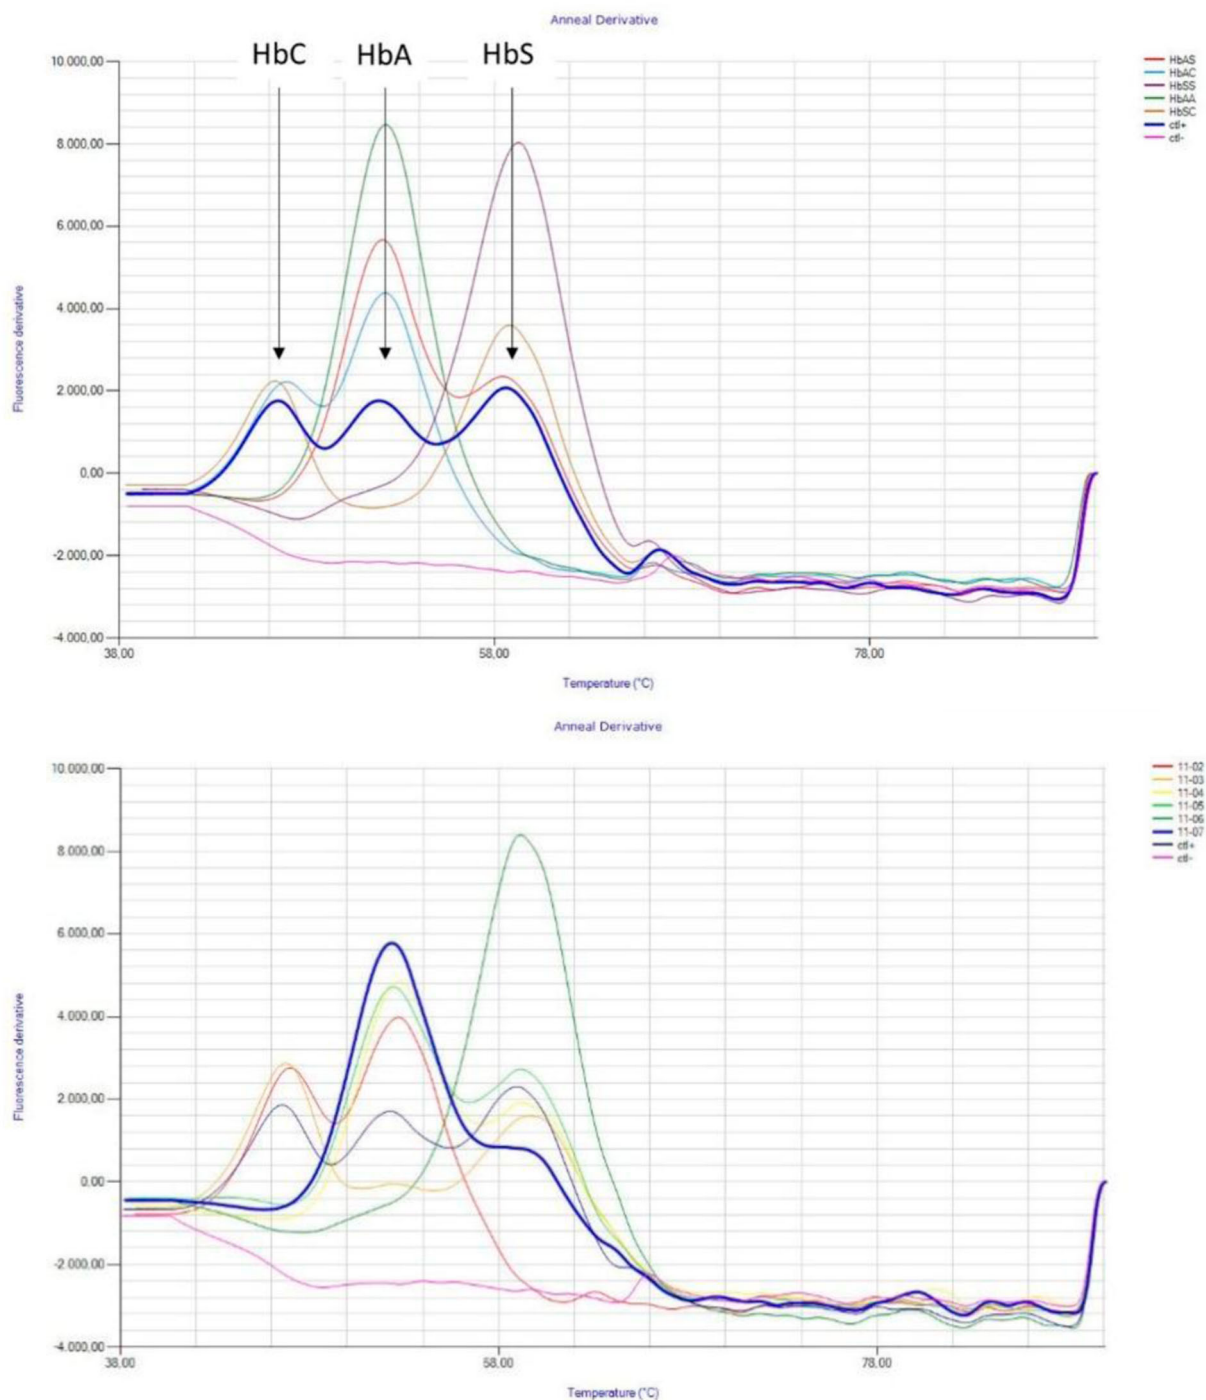 Anneal Derivative
HbC HbA HbS
10.000,00
8.000,00
6.000,00
4.000,00
2.000,00
0,00
-2.000,00
-4.000,00
38,00 58,00 78,00
Fluorescence derivative
Temperature (°C)
HbAS
HbAC
HbSS
HbAA
HbSC
ctl+
ctl-
Anneal Derivative
10.000,00
8.000,00
6.000,00
4.000,00
2.000,00
0,00
-2.000,00
-4.000,00
38,00 58,00 78,00
Fluorescence derivative
Temperature (°C)
11-02
11-03
11-04
11-05
11-06
11-07
ctl+
ctl-